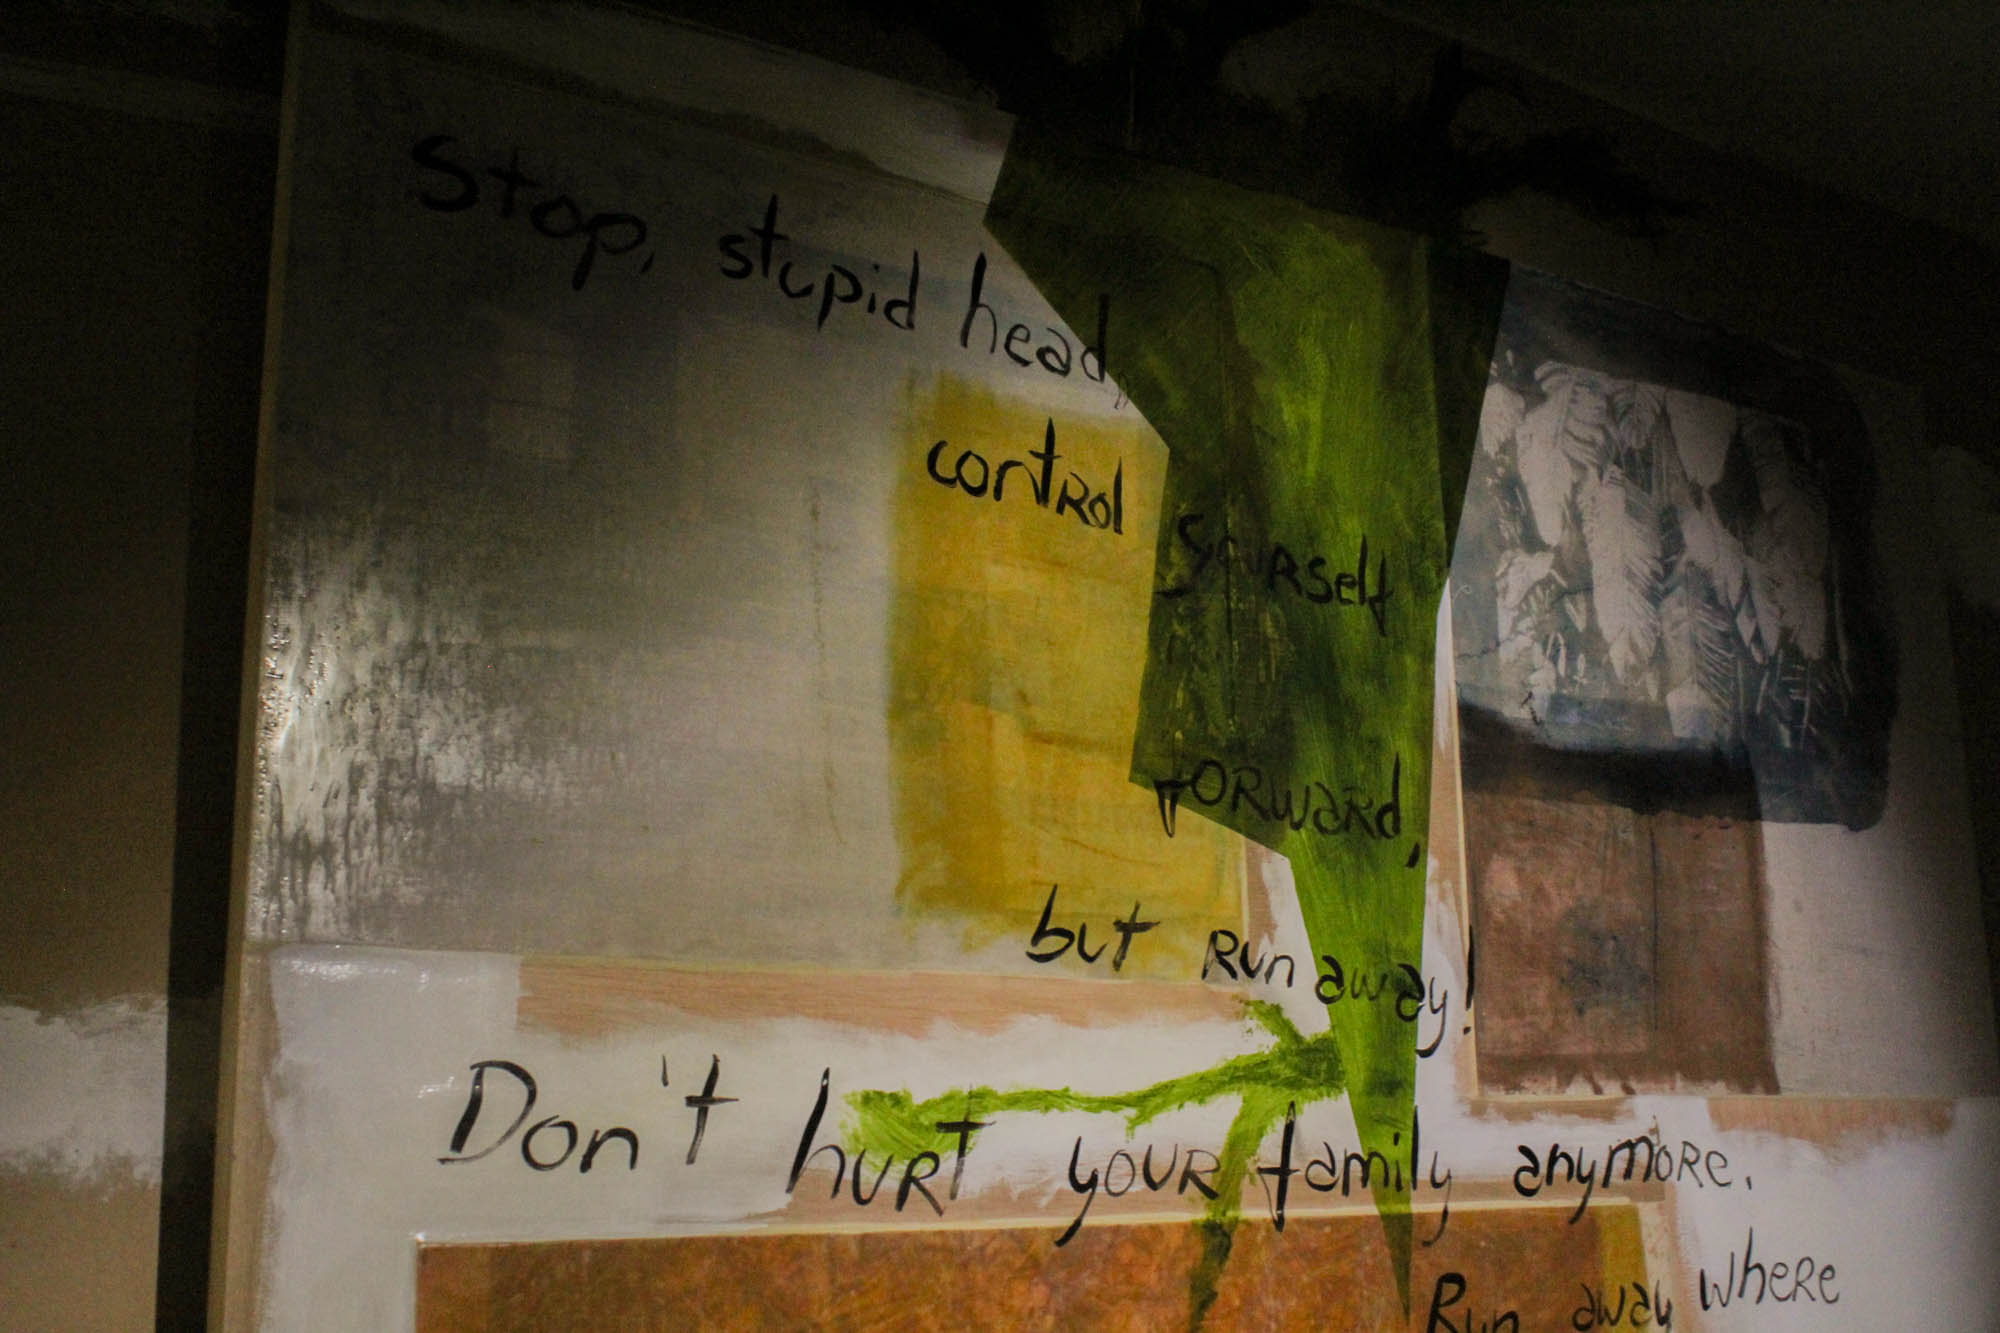 Stop, stupid head,
control yourself
forward,
but run away!
Don't hurt your family anymore.
Run away where